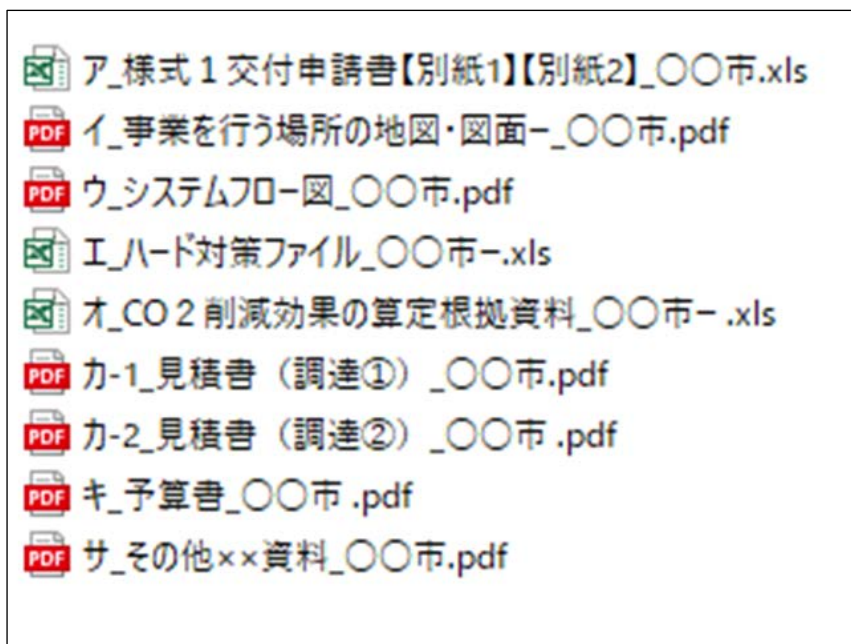 ア_様式１交付申請書【別紙1】【別紙2】_〇〇市.xls
PDF イ_事業を行う場所の地図・図面ー_〇〇市.pdf
PDF ウ_システムフロー図_〇〇市.pdf
エ_ハード対策ファイル_〇〇市ー.xls
オ_CO２削減効果の算定根拠資料_〇〇市ー .xls
PDF カ-1_見積書（調達①）_〇〇市.pdf
PDF カ-2_見積書（調達②）_〇〇市 .pdf
PDF キ_予算書_〇〇市 .pdf
PDF サ_その他××資料_〇〇市.pdf